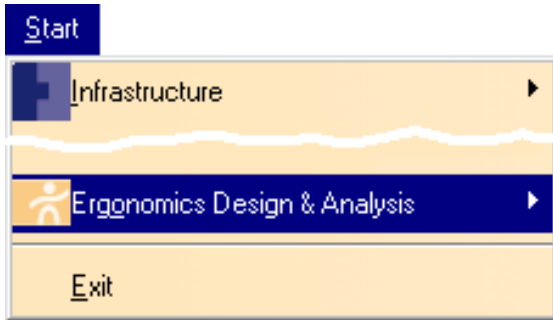 Start
Infrastructure
Ergonomics Design & Analysis
Exit